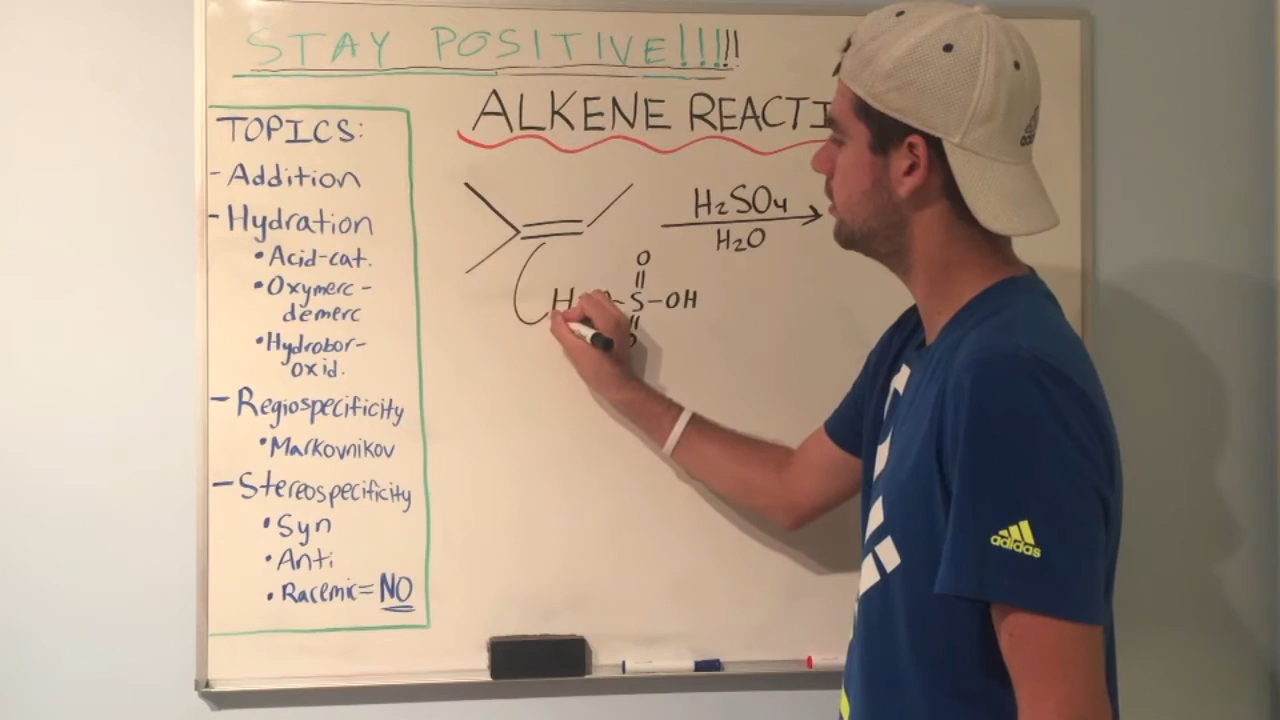 STAY POSITIVE!!!!!!
ALKENE REACTI
TOPICS:
- Addition
- Hydration
• Acid-cat.
• Oxymerc-
demerc
• Hydrobor-
oxid.
- Regiospecificity
• Markovnikov
- Stereospecificity
• Syn
• Anti
• Racemic = NO
H₂SO₄
H₂O
O
H
S-OH
O
adidas